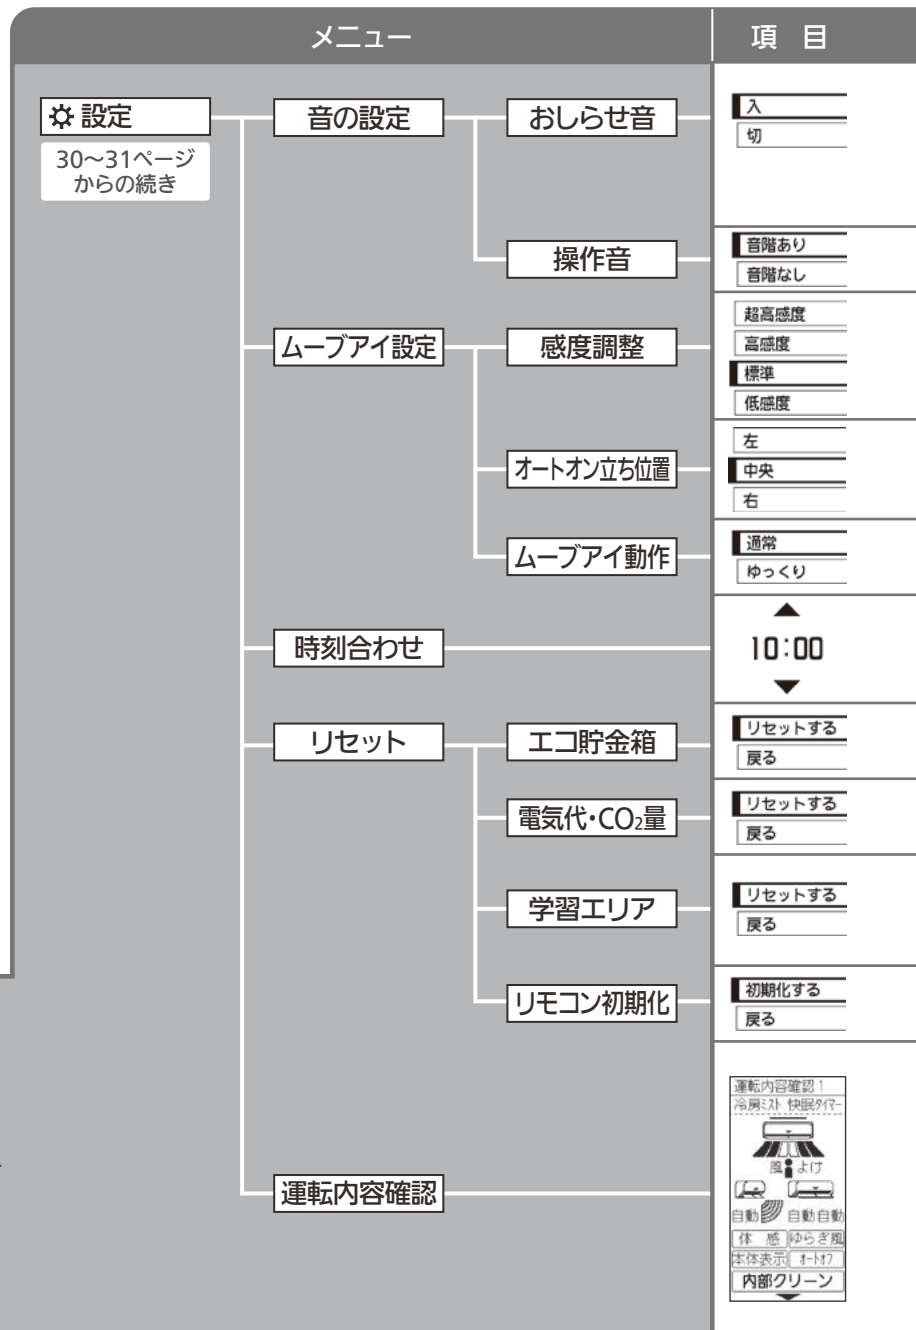 メニュー
項 目
設定
30〜31ページ
からの続き
音の設定
おしらせ音
入
切
操作音
音階あり
音階なし
ムーブアイ設定
感度調整
超高感度
高感度
標準
低感度
オートオン立ち位置
左
中央
右
ムーブアイ動作
通常
ゆっくり
時刻合わせ
10:00
リセット
エコ貯金箱
リセットする
戻る
電気代・CO₂量
リセットする
戻る
学習エリア
リセットする
戻る
リモコン初期化
初期化する
戻る
運転内容確認
運転内容確認1
冷房ミスト 快眠タイマー
風 よけ
自動 自動 自動
体 感 ゆらぎ風
本体表示 オートオフ
内部クリーン